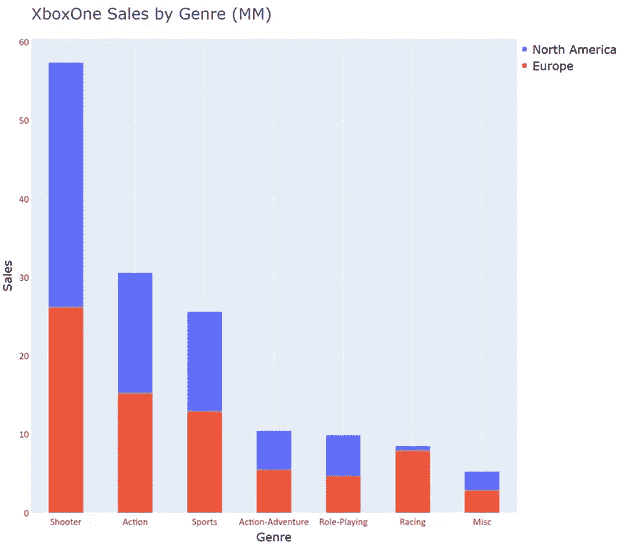 XboxOne Sales by Genre (MM)
North America
Europe
60
50
40
30
20
10
0
Sales
Shooter Action Sports Action-Adventure Role-Playing Racing Misc
Genre